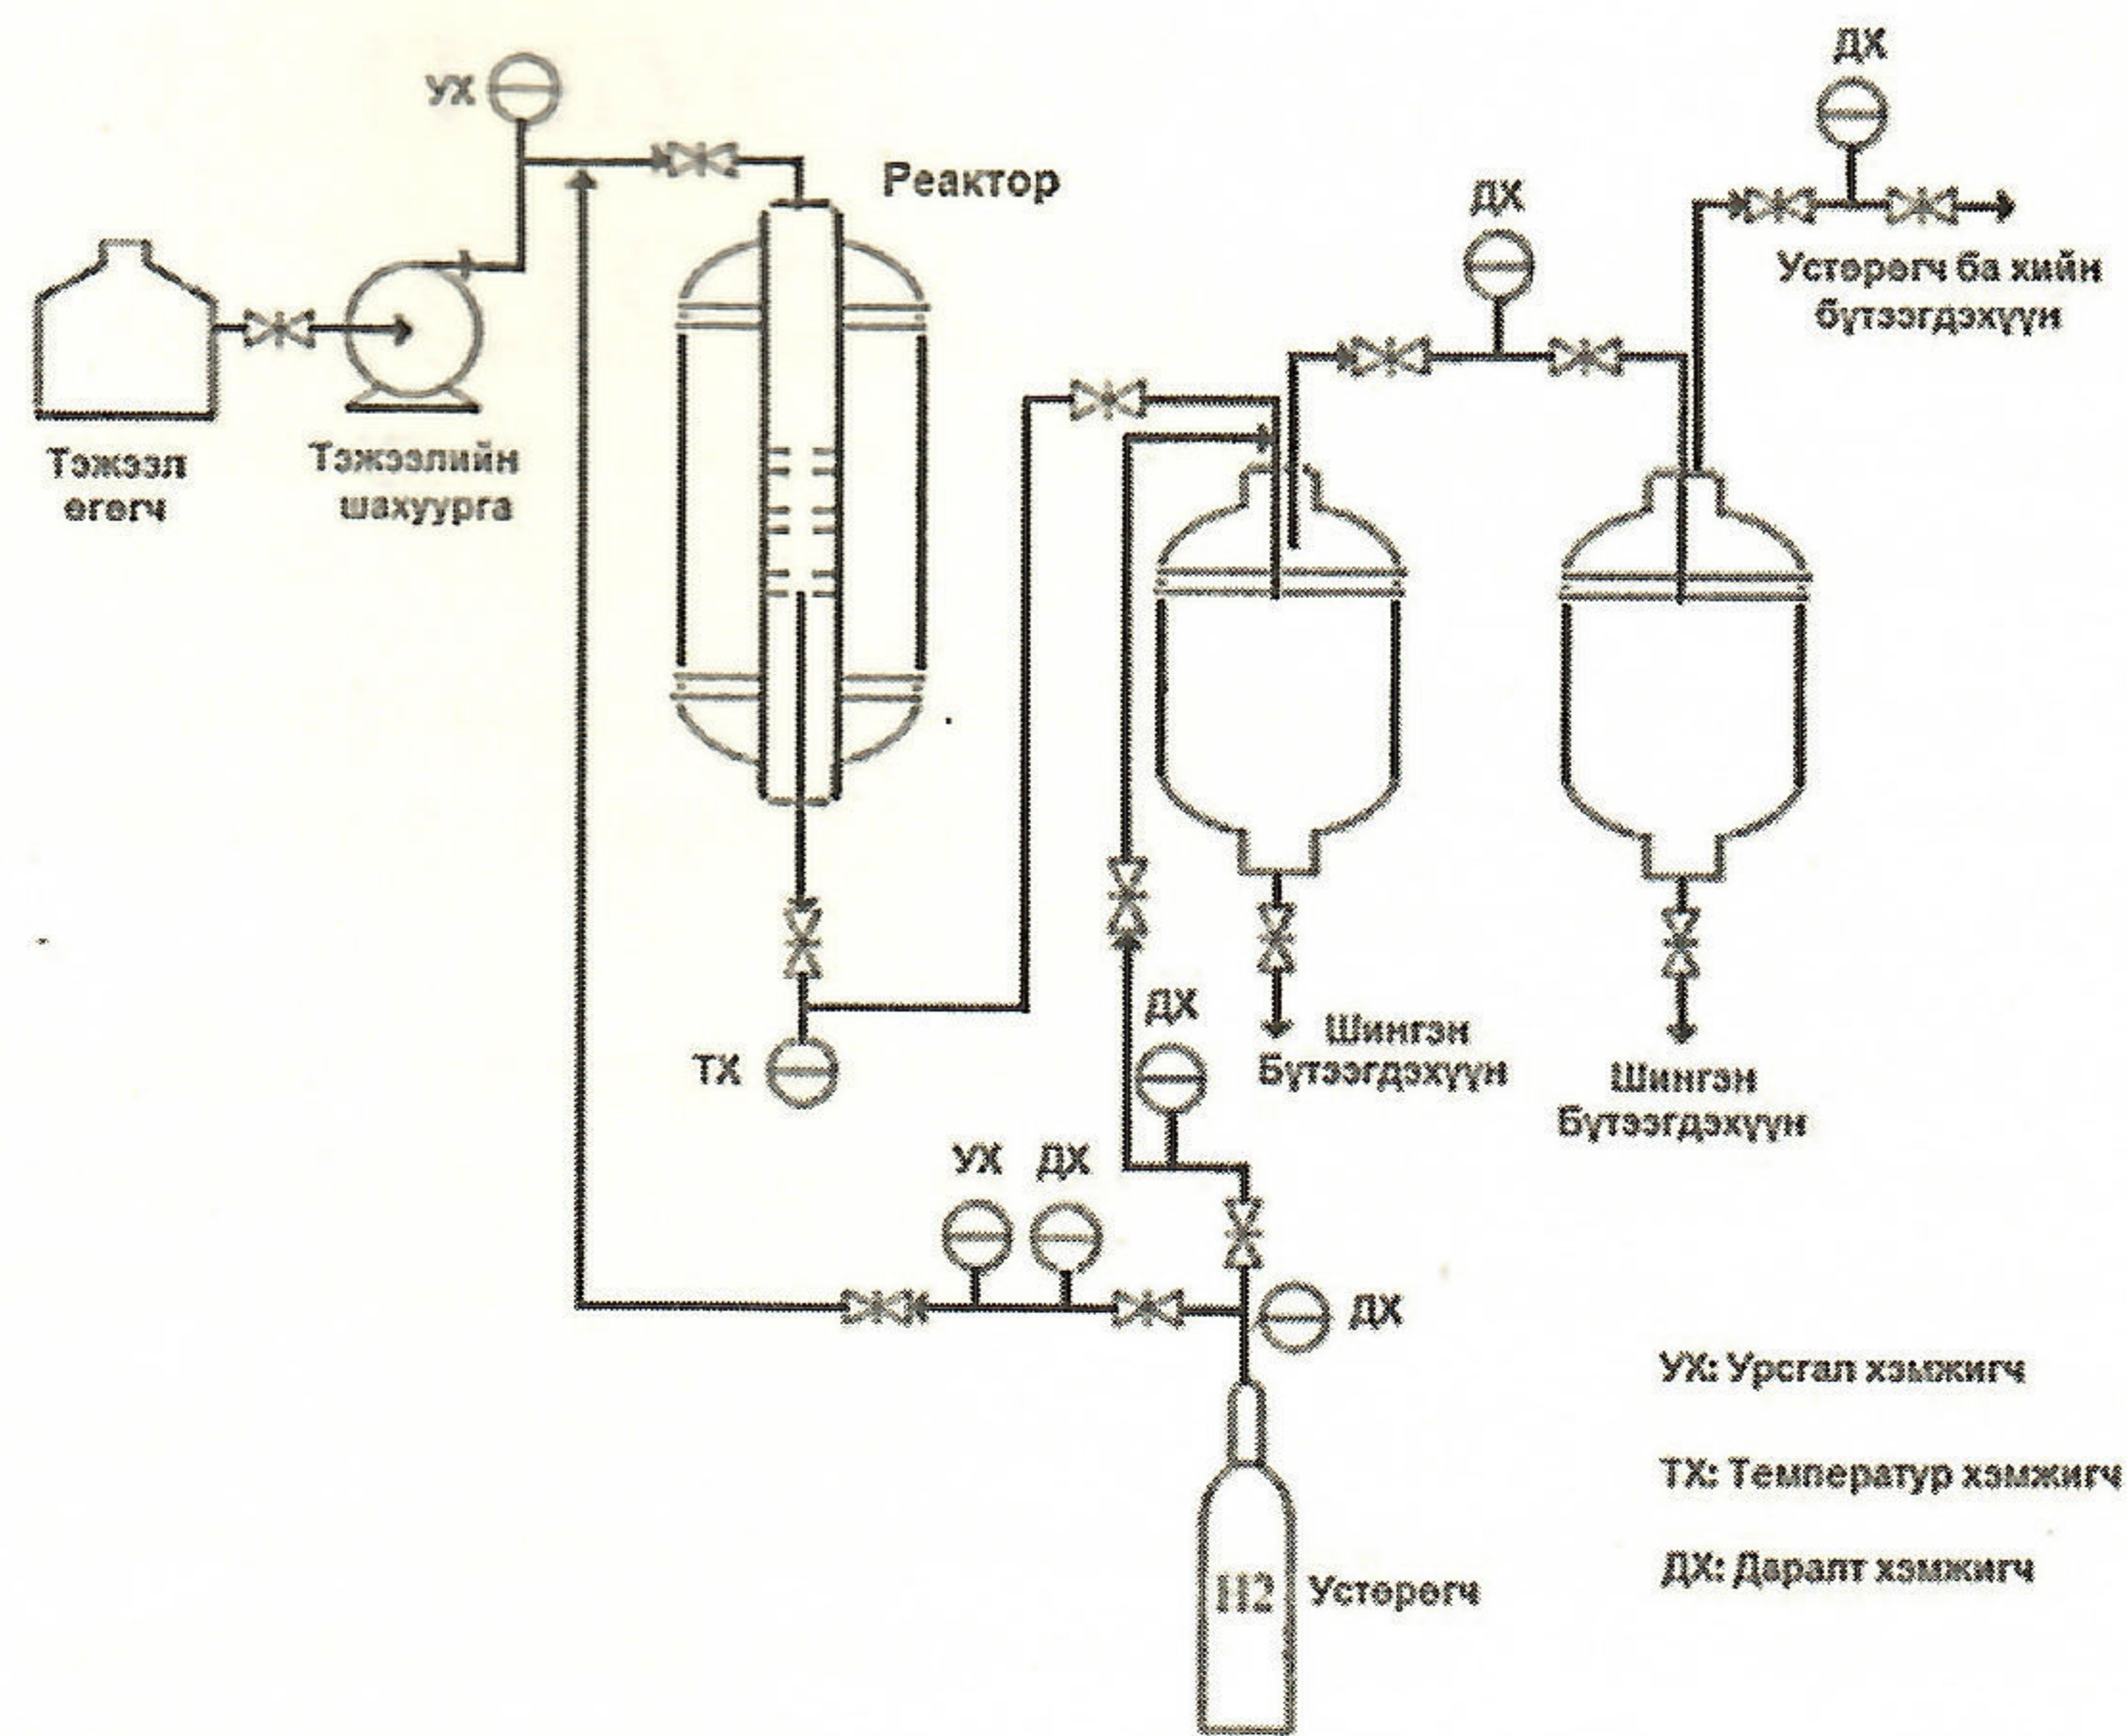 УХ
ДХ
Реактор
ДХ
Устөрөгч ба хийн
бүтээгдэхүүн
Тэжээл
өгөгч
Тэжээлийн
шахуурга
ДХ
Шингэн
Бүтээгдэхүүн
ТХ
Шингэн
Бүтээгдэхүүн
УХ ДХ
ДХ
УХ: Урсгал хэмжигч
ТХ: Температур хэмжигч
ДХ: Даралт хэмжигч
H2 Устөрөгч